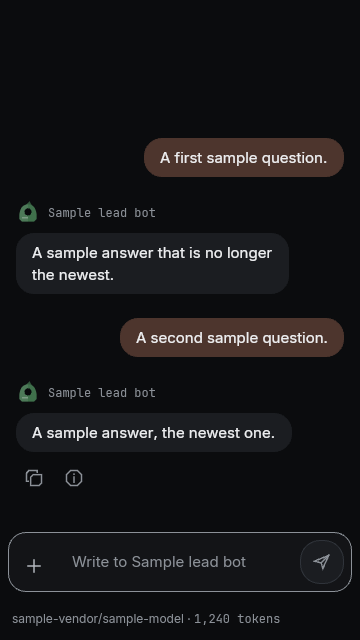 A first sample question.
Sample lead bot
A sample answer that is no longer
the newest.
A second sample question.
Sample lead bot
A sample answer, the newest one.
Write to Sample lead bot
sample-vendor/sample-model · 1,240 tokens